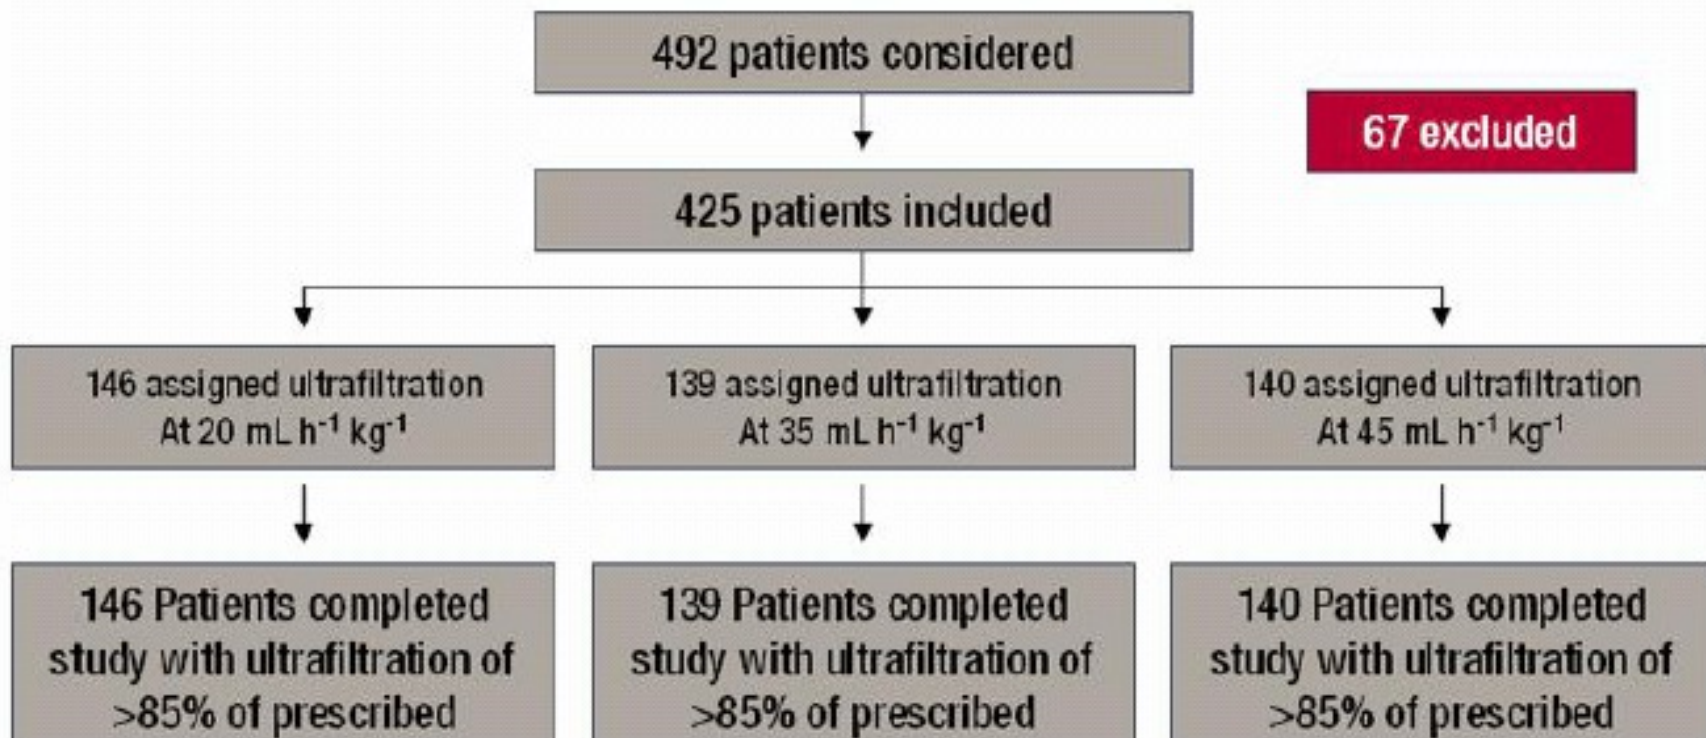 492 patients considered
67 excluded
425 patients included
146 assigned ultrafiltration
At 20 mL h⁻¹ kg⁻¹
139 assigned ultrafiltration
At 35 mL h⁻¹ kg⁻¹
140 assigned ultrafiltration
At 45 mL h⁻¹ kg⁻¹
146 Patients completed
study with ultrafiltration of
>85% of prescribed
139 Patients completed
study with ultrafiltration of
>85% of prescribed
140 Patients completed
study with ultrafiltration of
>85% of prescribed